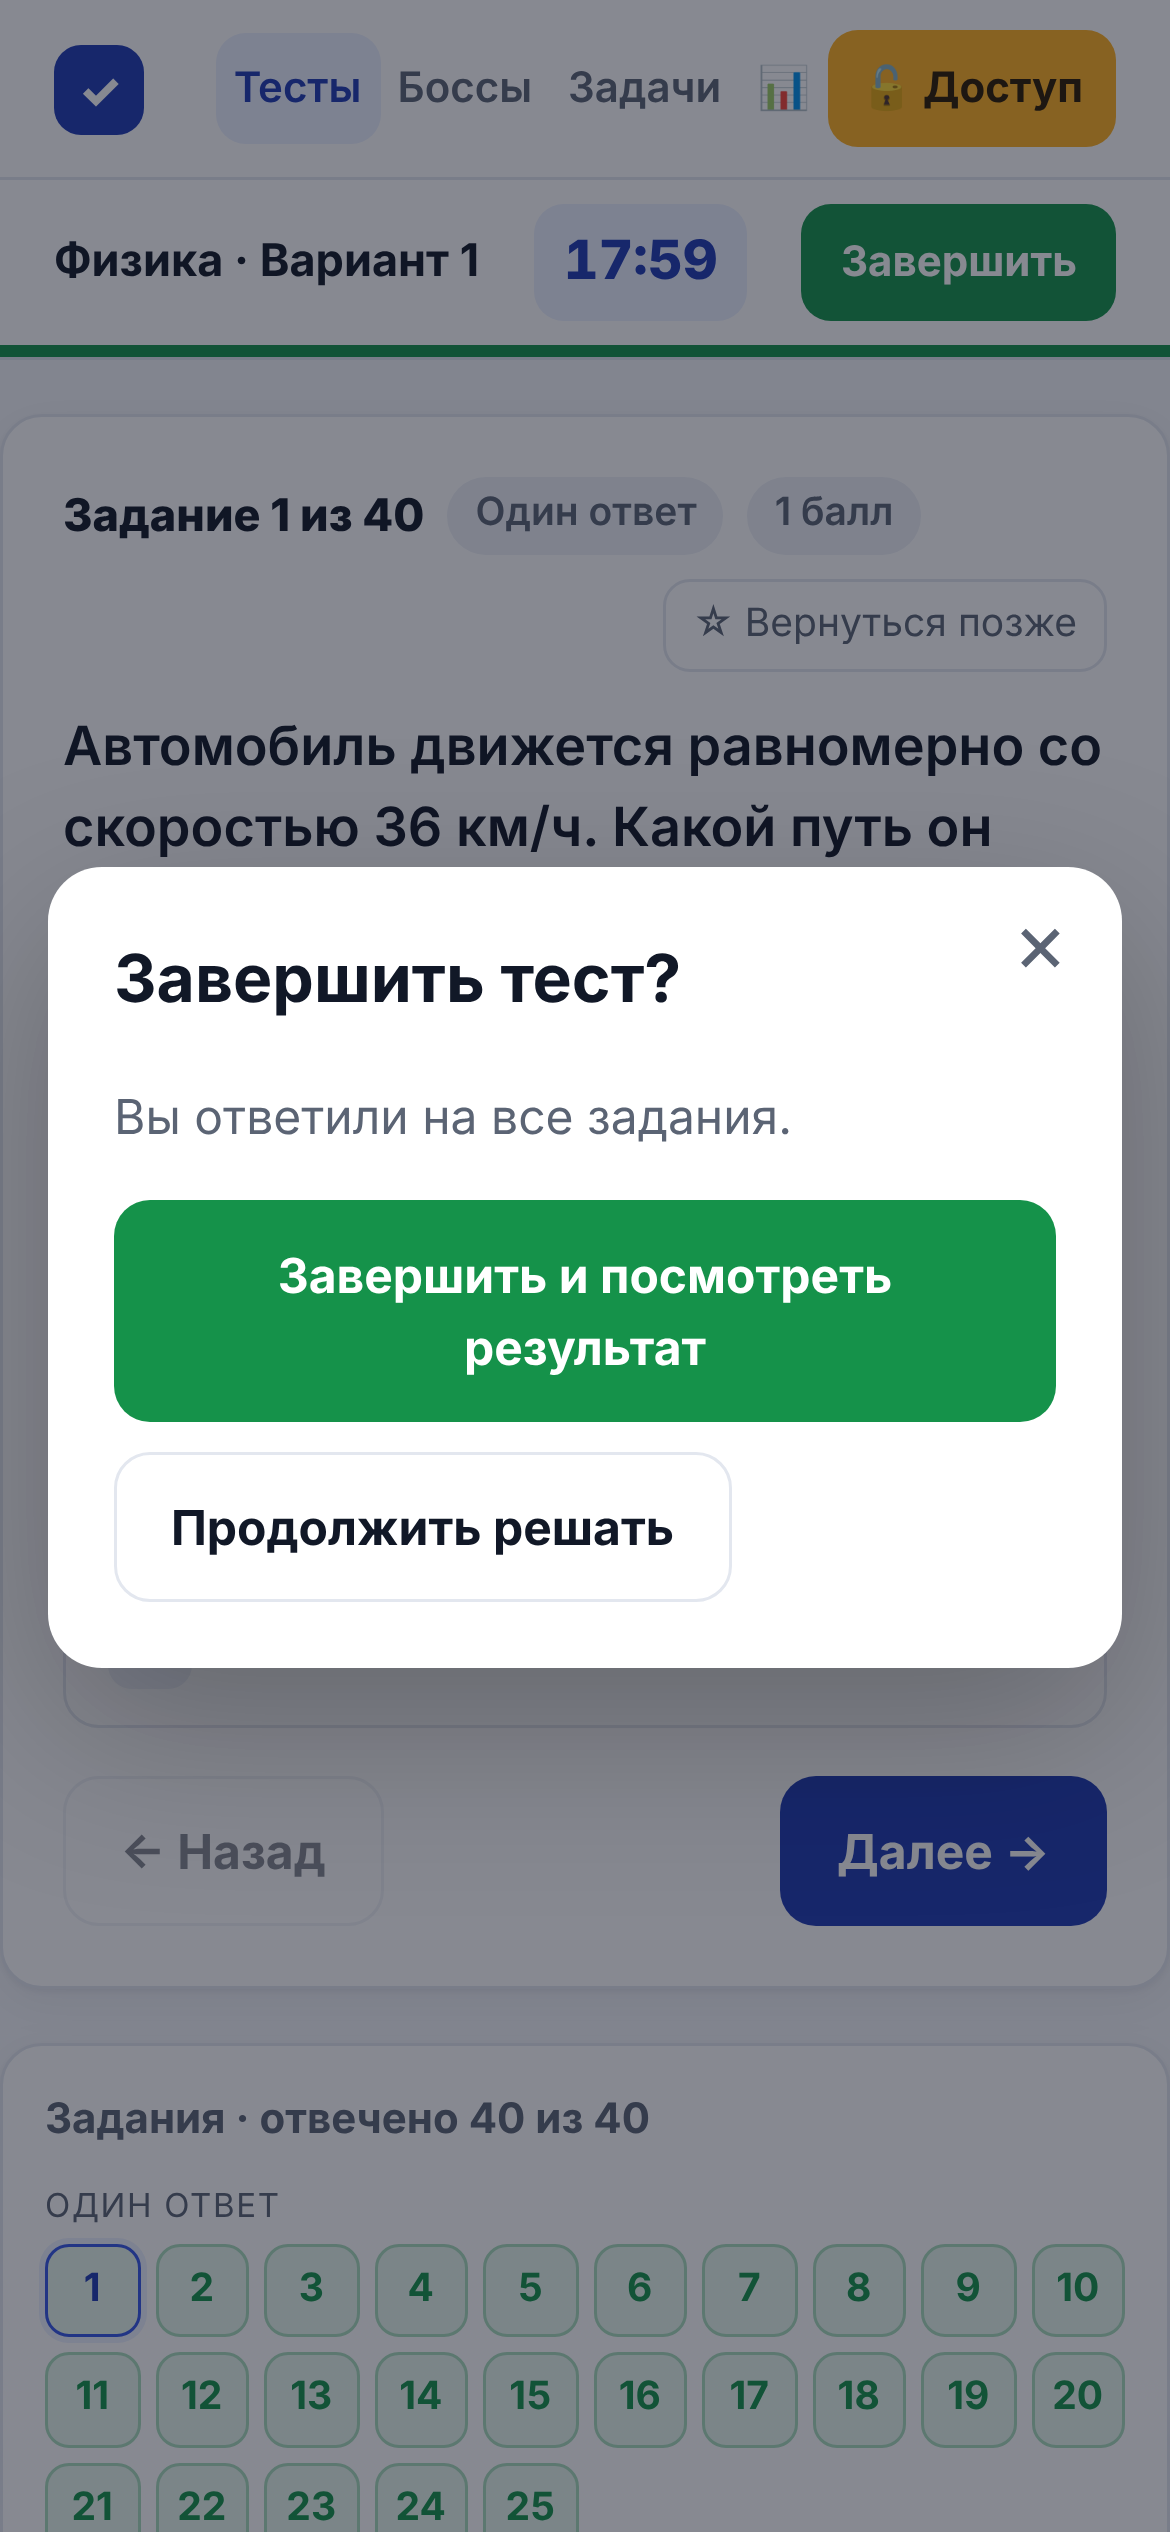 Тесты Боссы Задачи 📊 🔓 Доступ
Физика · Вариант 1 17:59 Завершить
Задание 1 из 40 Один ответ 1 балл
☆ Вернуться позже
Автомобиль движется равномерно со
скоростью 36 км/ч. Какой путь он
Завершить тест? ✕
Вы ответили на все задания.
Завершить и посмотреть
результат
Продолжить решать
← Назад Далее →
Задания · отвечено 40 из 40
ОДИН ОТВЕТ
1 2 3 4 5 6 7 8 9 10
11 12 13 14 15 16 17 18 19 20
21 22 23 24 25